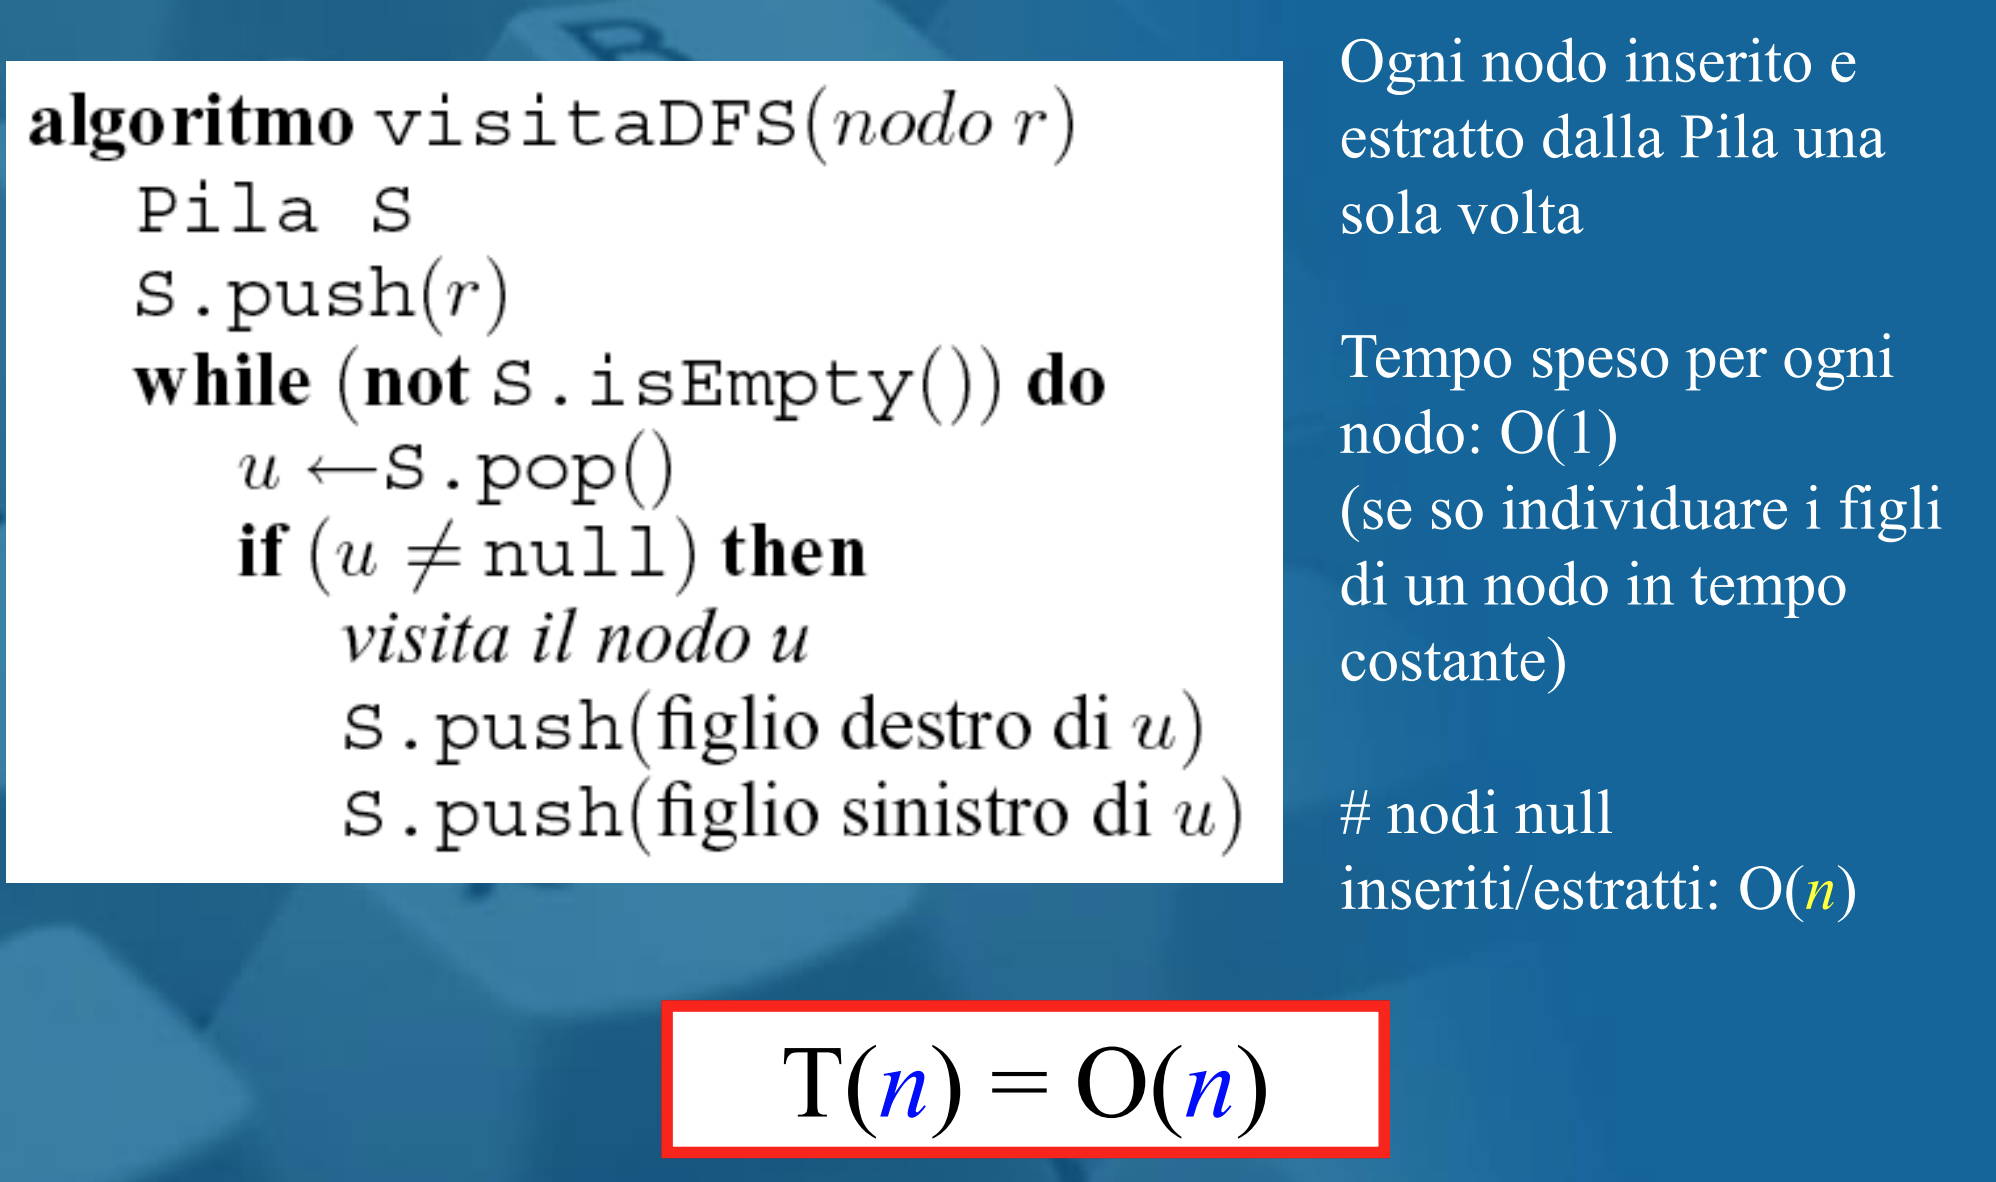 algoritmo visitaDFS(nodo r)
Pila S
S.push(r)
while (not S.isEmpty()) do
u ←S.pop()
if (u ≠ null) then
visita il nodo u
S.push(figlio destro di u)
S.push(figlio sinistro di u)
Ogni nodo inserito e
estratto dalla Pila una
sola volta
Tempo speso per ogni
nodo: O(1)
(se so individuare i figli
di un nodo in tempo
costante)
# nodi null
inseriti/estratti: O(n)
T(n) = O(n)